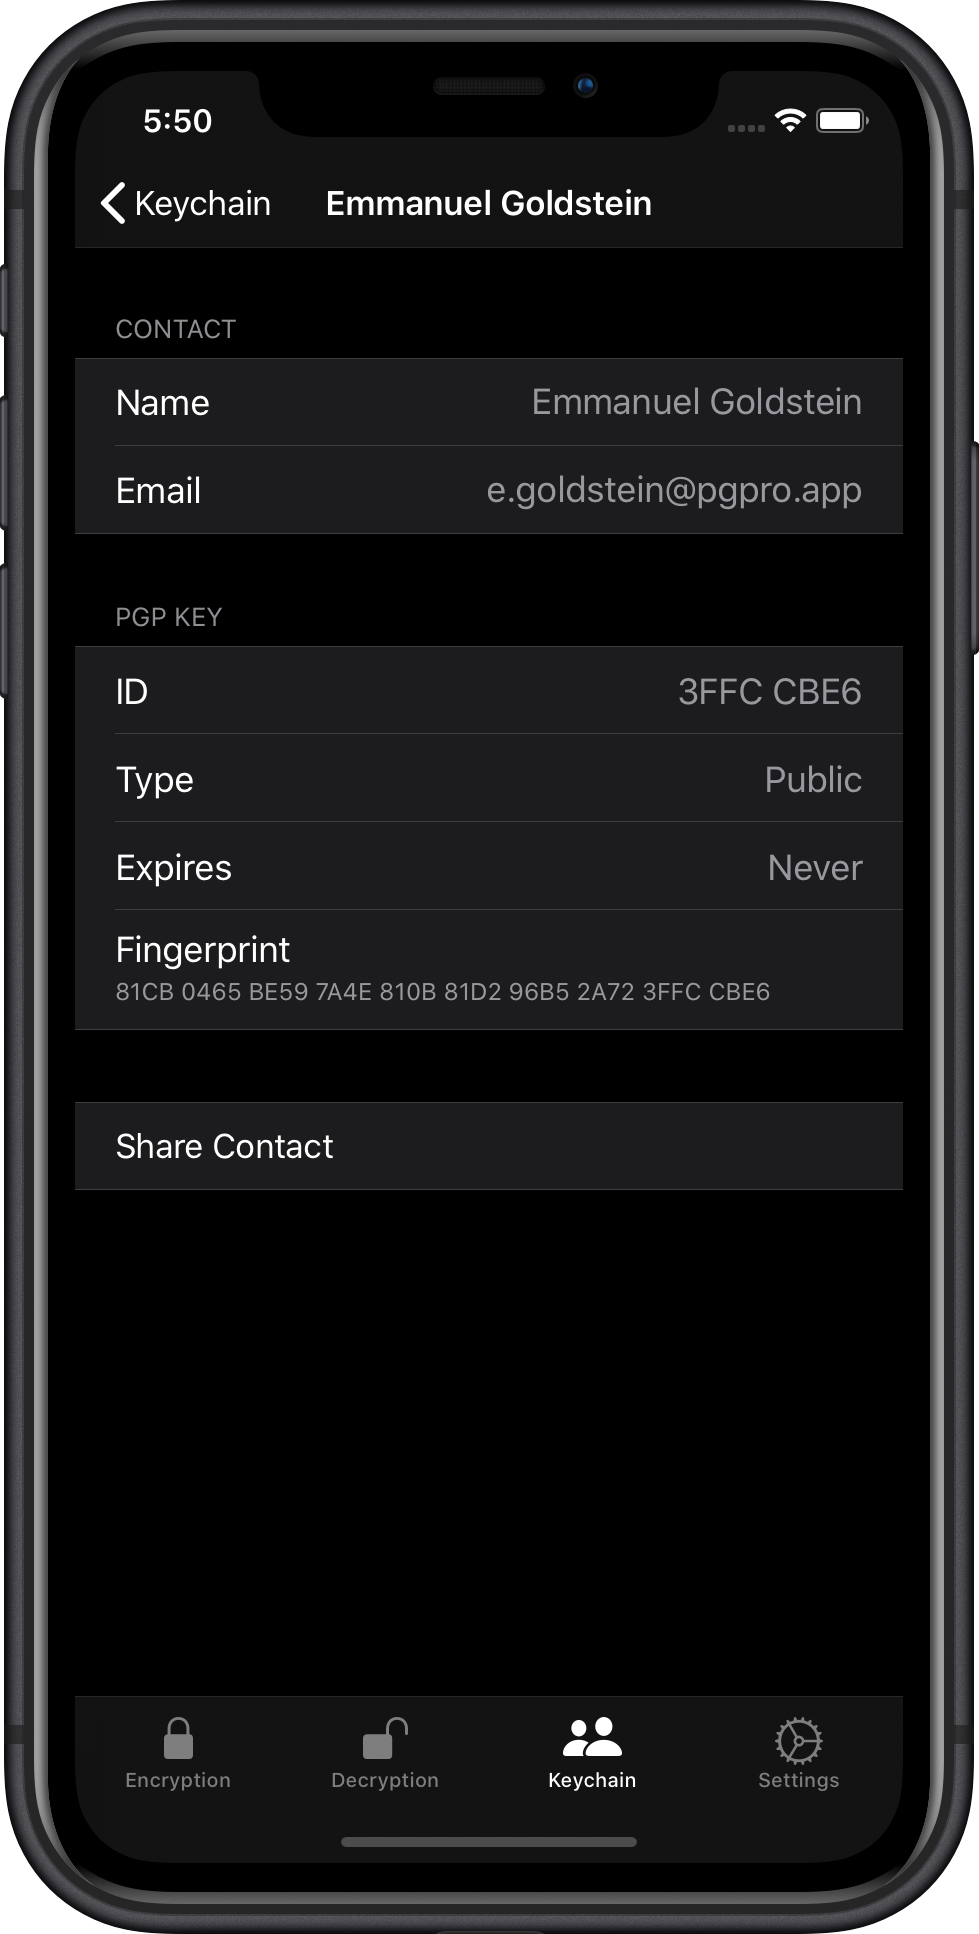 5:50
Keychain Emmanuel Goldstein
CONTACT
Name Emmanuel Goldstein
Email e.goldstein@pgpro.app
PGP KEY
ID 3FFC CBE6
Type Public
Expires Never
Fingerprint
81CB 0465 BE59 7A4E 810B 81D2 96B5 2A72 3FFC CBE6
Share Contact
Encryption Decryption Keychain Settings